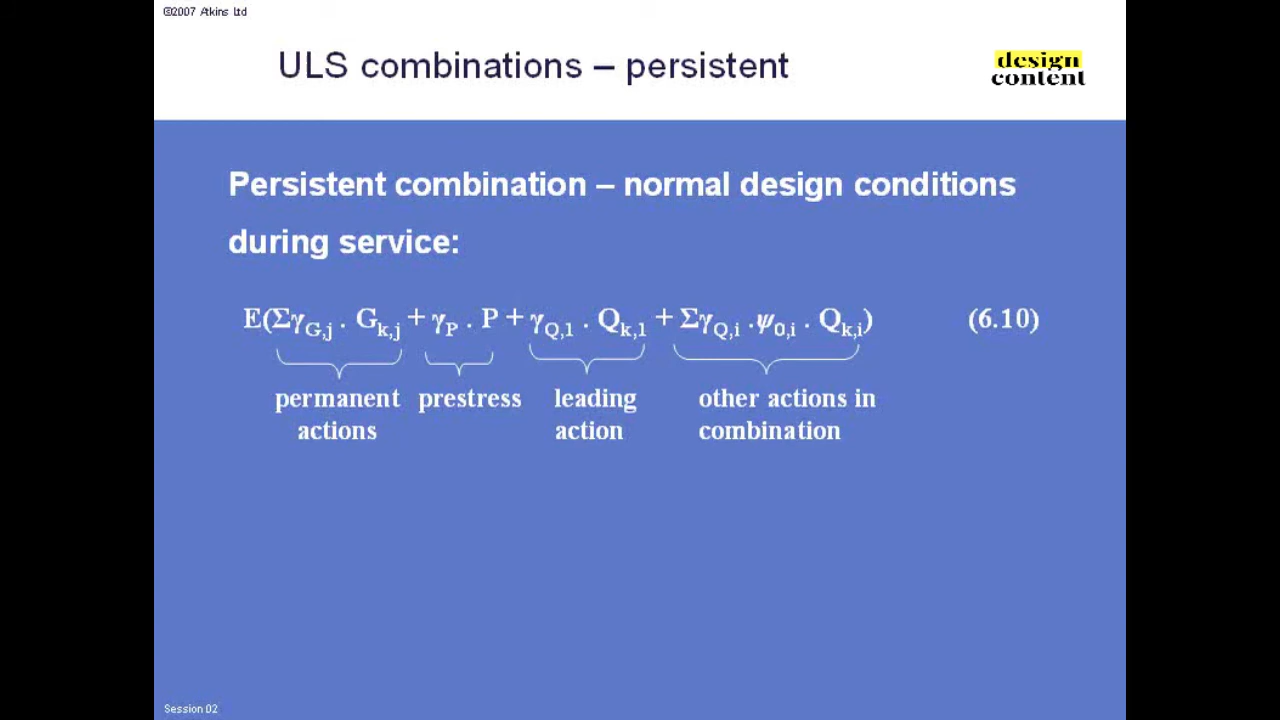 ©2007 Atkins Ltd
ULS combinations – persistent
design
content
Persistent combination – normal design conditions
during service:
E(Σγ_G,j . G_k,j + γ_P . P + γ_Q,1 . Q_k,1 + Σγ_Q,i .ψ_0,i . Q_k,i) (6.10)
permanent prestress leading other actions in
actions action combination
Session 02